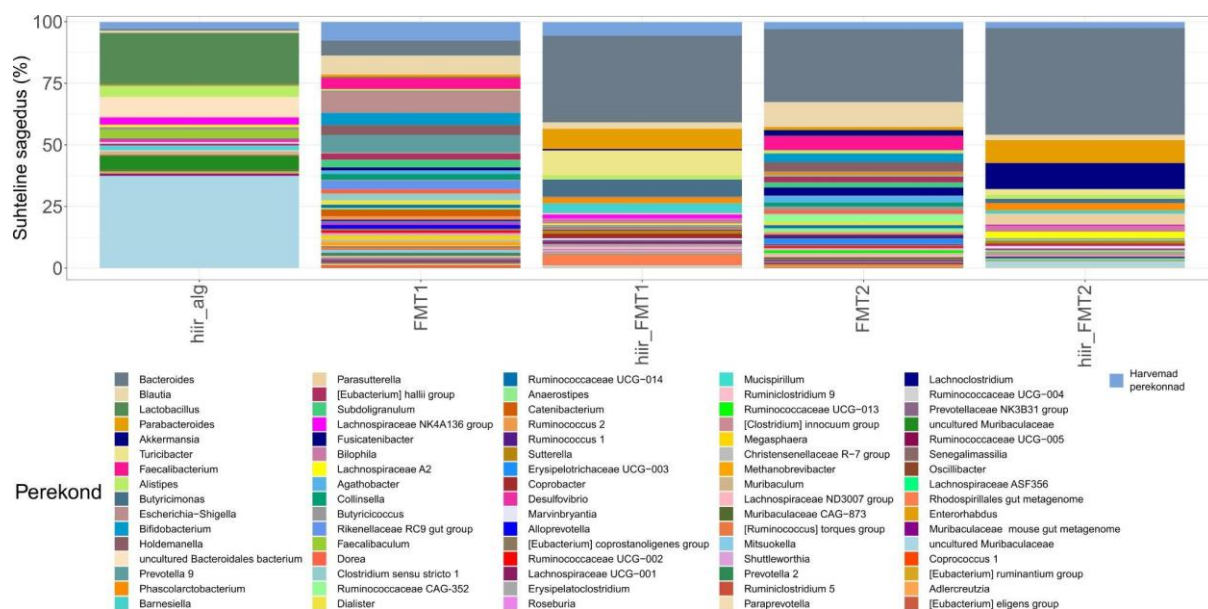 Suhteline sagedus (%)
100
75
50
25
0
hiir_alg
FMT1
hiir_FMT1
FMT2
hiir_FMT2
Perekond
Bacteroides
Blautia
Lactobacillus
Parabacteroides
Akkermansia
Turicibacter
Faecalibacterium
Alistipes
Butyricimonas
Escherichia−Shigella
Bifidobacterium
Holdemanella
uncultured Bacteroidales bacterium
Prevotella 9
Phascolarctobacterium
Barnesiella
Parasutterella
[Eubacterium] hallii group
Subdoligranulum
Lachnospiraceae NK4A136 group
Fusicatenibacter
Bilophila
Lachnospiraceae A2
Agathobacter
Collinsella
Butyricicoccus
Rikenellaceae RC9 gut group
Faecalibaculum
Dorea
Clostridium sensu stricto 1
Ruminococcaceae CAG−352
Dialister
Ruminococcaceae UCG−014
Anaerostipes
Catenibacterium
Ruminococcus 2
Ruminococcus 1
Sutterella
Erysipelotrichaceae UCG−003
Coprobacter
Desulfovibrio
Marvinbryantia
Alloprevotella
[Eubacterium] coprostanoligenes group
Ruminococcaceae UCG−002
Lachnospiraceae UCG−001
Erysipelatoclostridium
Roseburia
Mucispirillum
Ruminiclostridium 9
Ruminococcaceae UCG−013
[Clostridium] innocuum group
Megasphaera
Christensenellaceae R−7 group
Methanobrevibacter
Muribaculum
Lachnospiraceae ND3007 group
Muribaculaceae CAG−873
[Ruminococcus] torques group
Mitsuokella
Shuttleworthia
Prevotella 2
Ruminiclostridium 5
Paraprevotella
Lachnoclostridium
Ruminococcaceae UCG−004
Prevotellaceae NK3B31 group
uncultured Muribaculaceae
Ruminococcaceae UCG−005
Senegalimassilia
Oscillibacter
Lachnospiraceae ASF356
Rhodospirillales gut metagenome
Enterorhabdus
Muribaculaceae mouse gut metagenome
uncultured Muribaculaceae
Coprococcus 1
[Eubacterium] ruminantium group
Adlercreutzia
[Eubacterium] eligens group
Harvemad
perekonnad